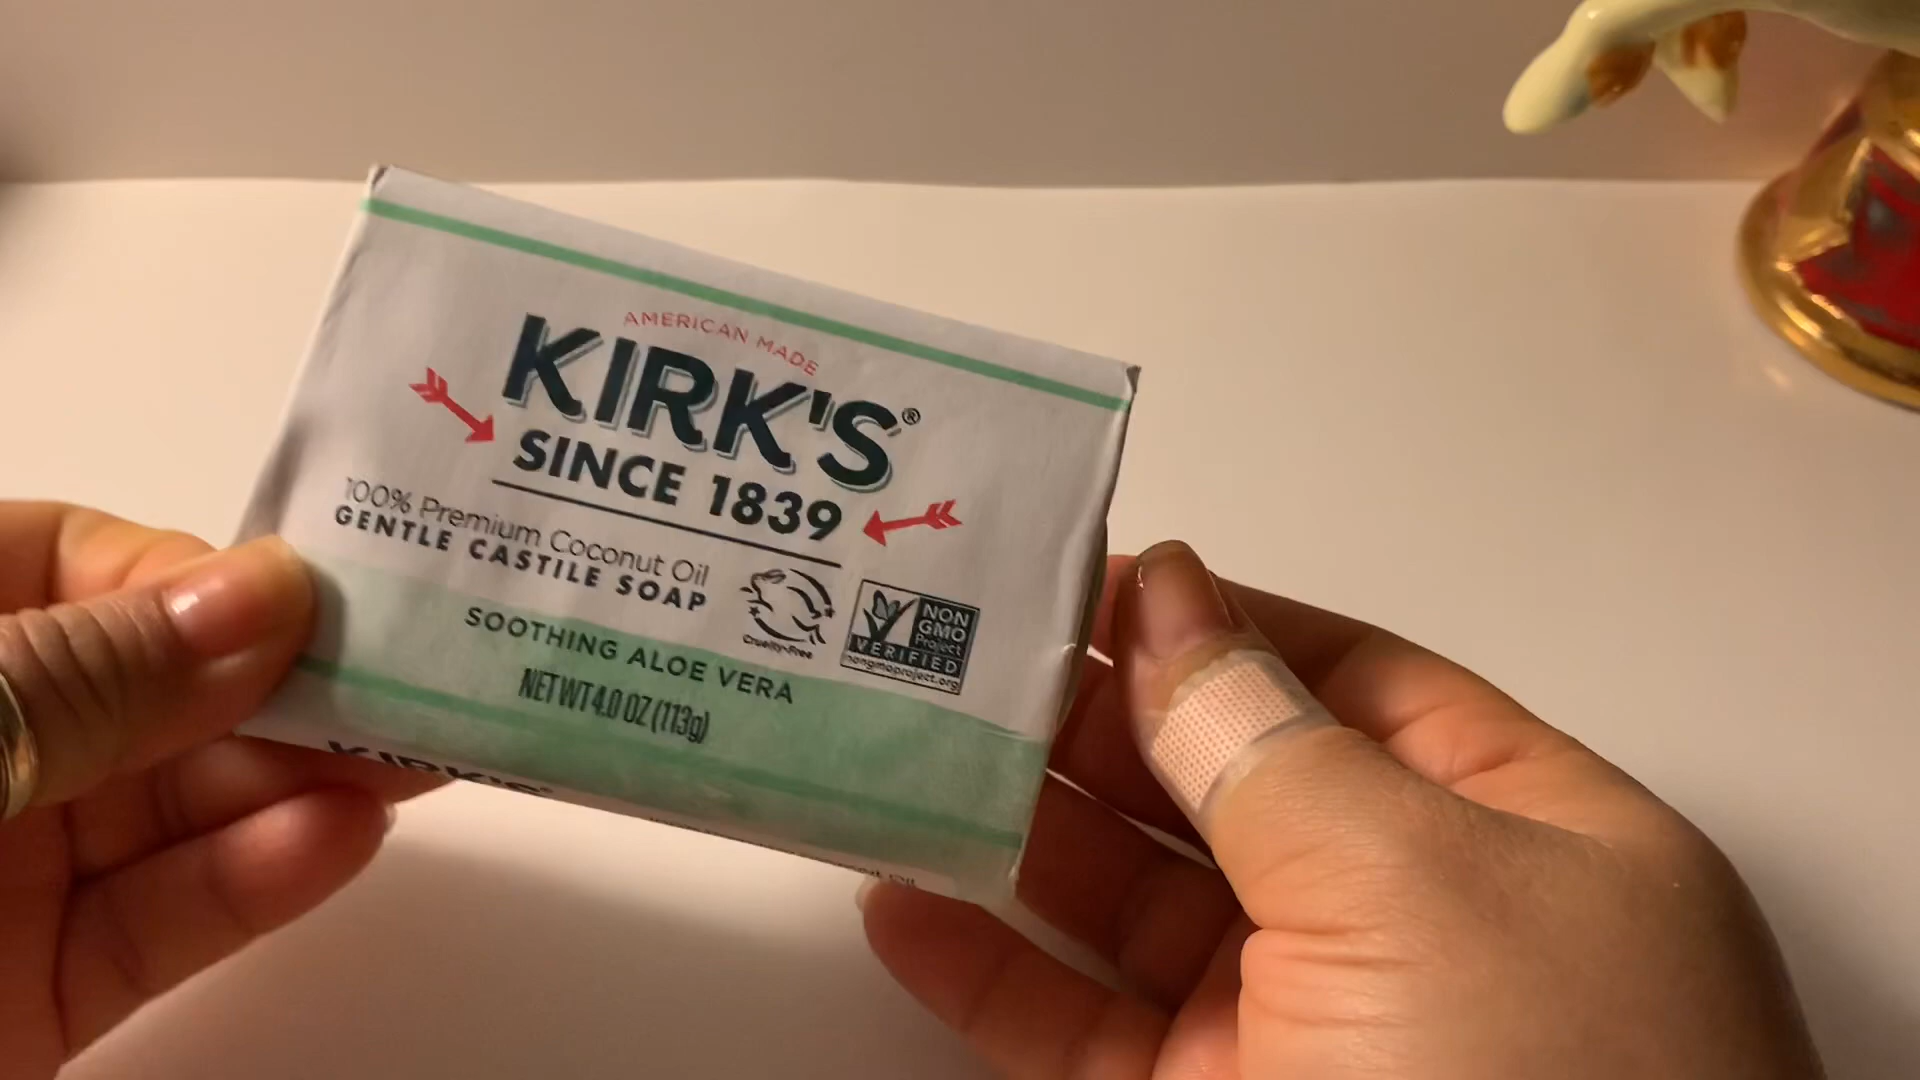 AMERICAN MADE
KIRK'S®
SINCE 1839
100% Premium Coconut Oil
GENTLE CASTILE SOAP
Cruelty-Free
NON
GMO
Project
VERIFIED
nongmoproject.org
SOOTHING ALOE VERA
NET WT 4.0 OZ (113g)
KIRK'S®
Oil